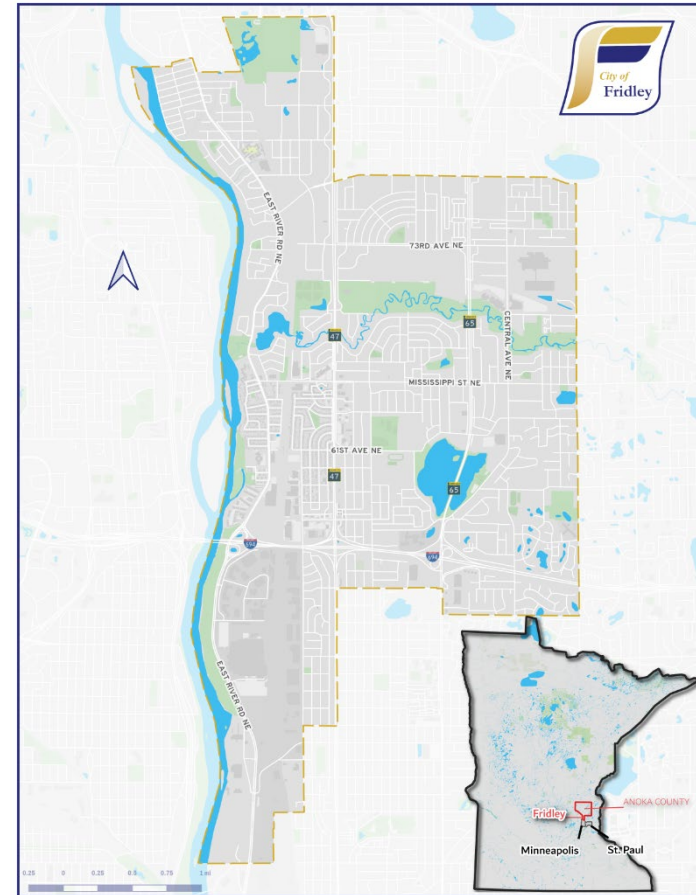 City of
Fridley
EAST RIVER RD NE
73RD AVE NE
CENTRAL AVE NE
47
65
MISSISSIPPI ST NE
61ST AVE NE
47
65
694
EAST RIVER RD NE
ANOKA COUNTY
Fridley
Minneapolis
St. Paul
0.25 0 0.25 0.5 0.75 1 mi